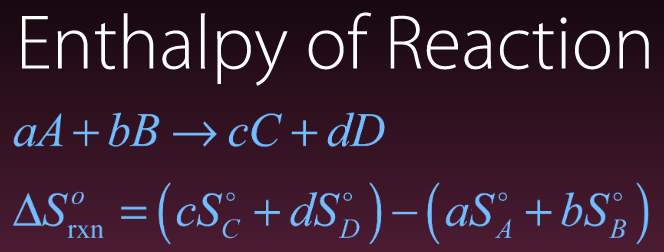 Enthalpy of Reaction
aA + bB → cC + dD
ΔS°rxn = (cS°C + dS°D) − (aS°A + bS°B)